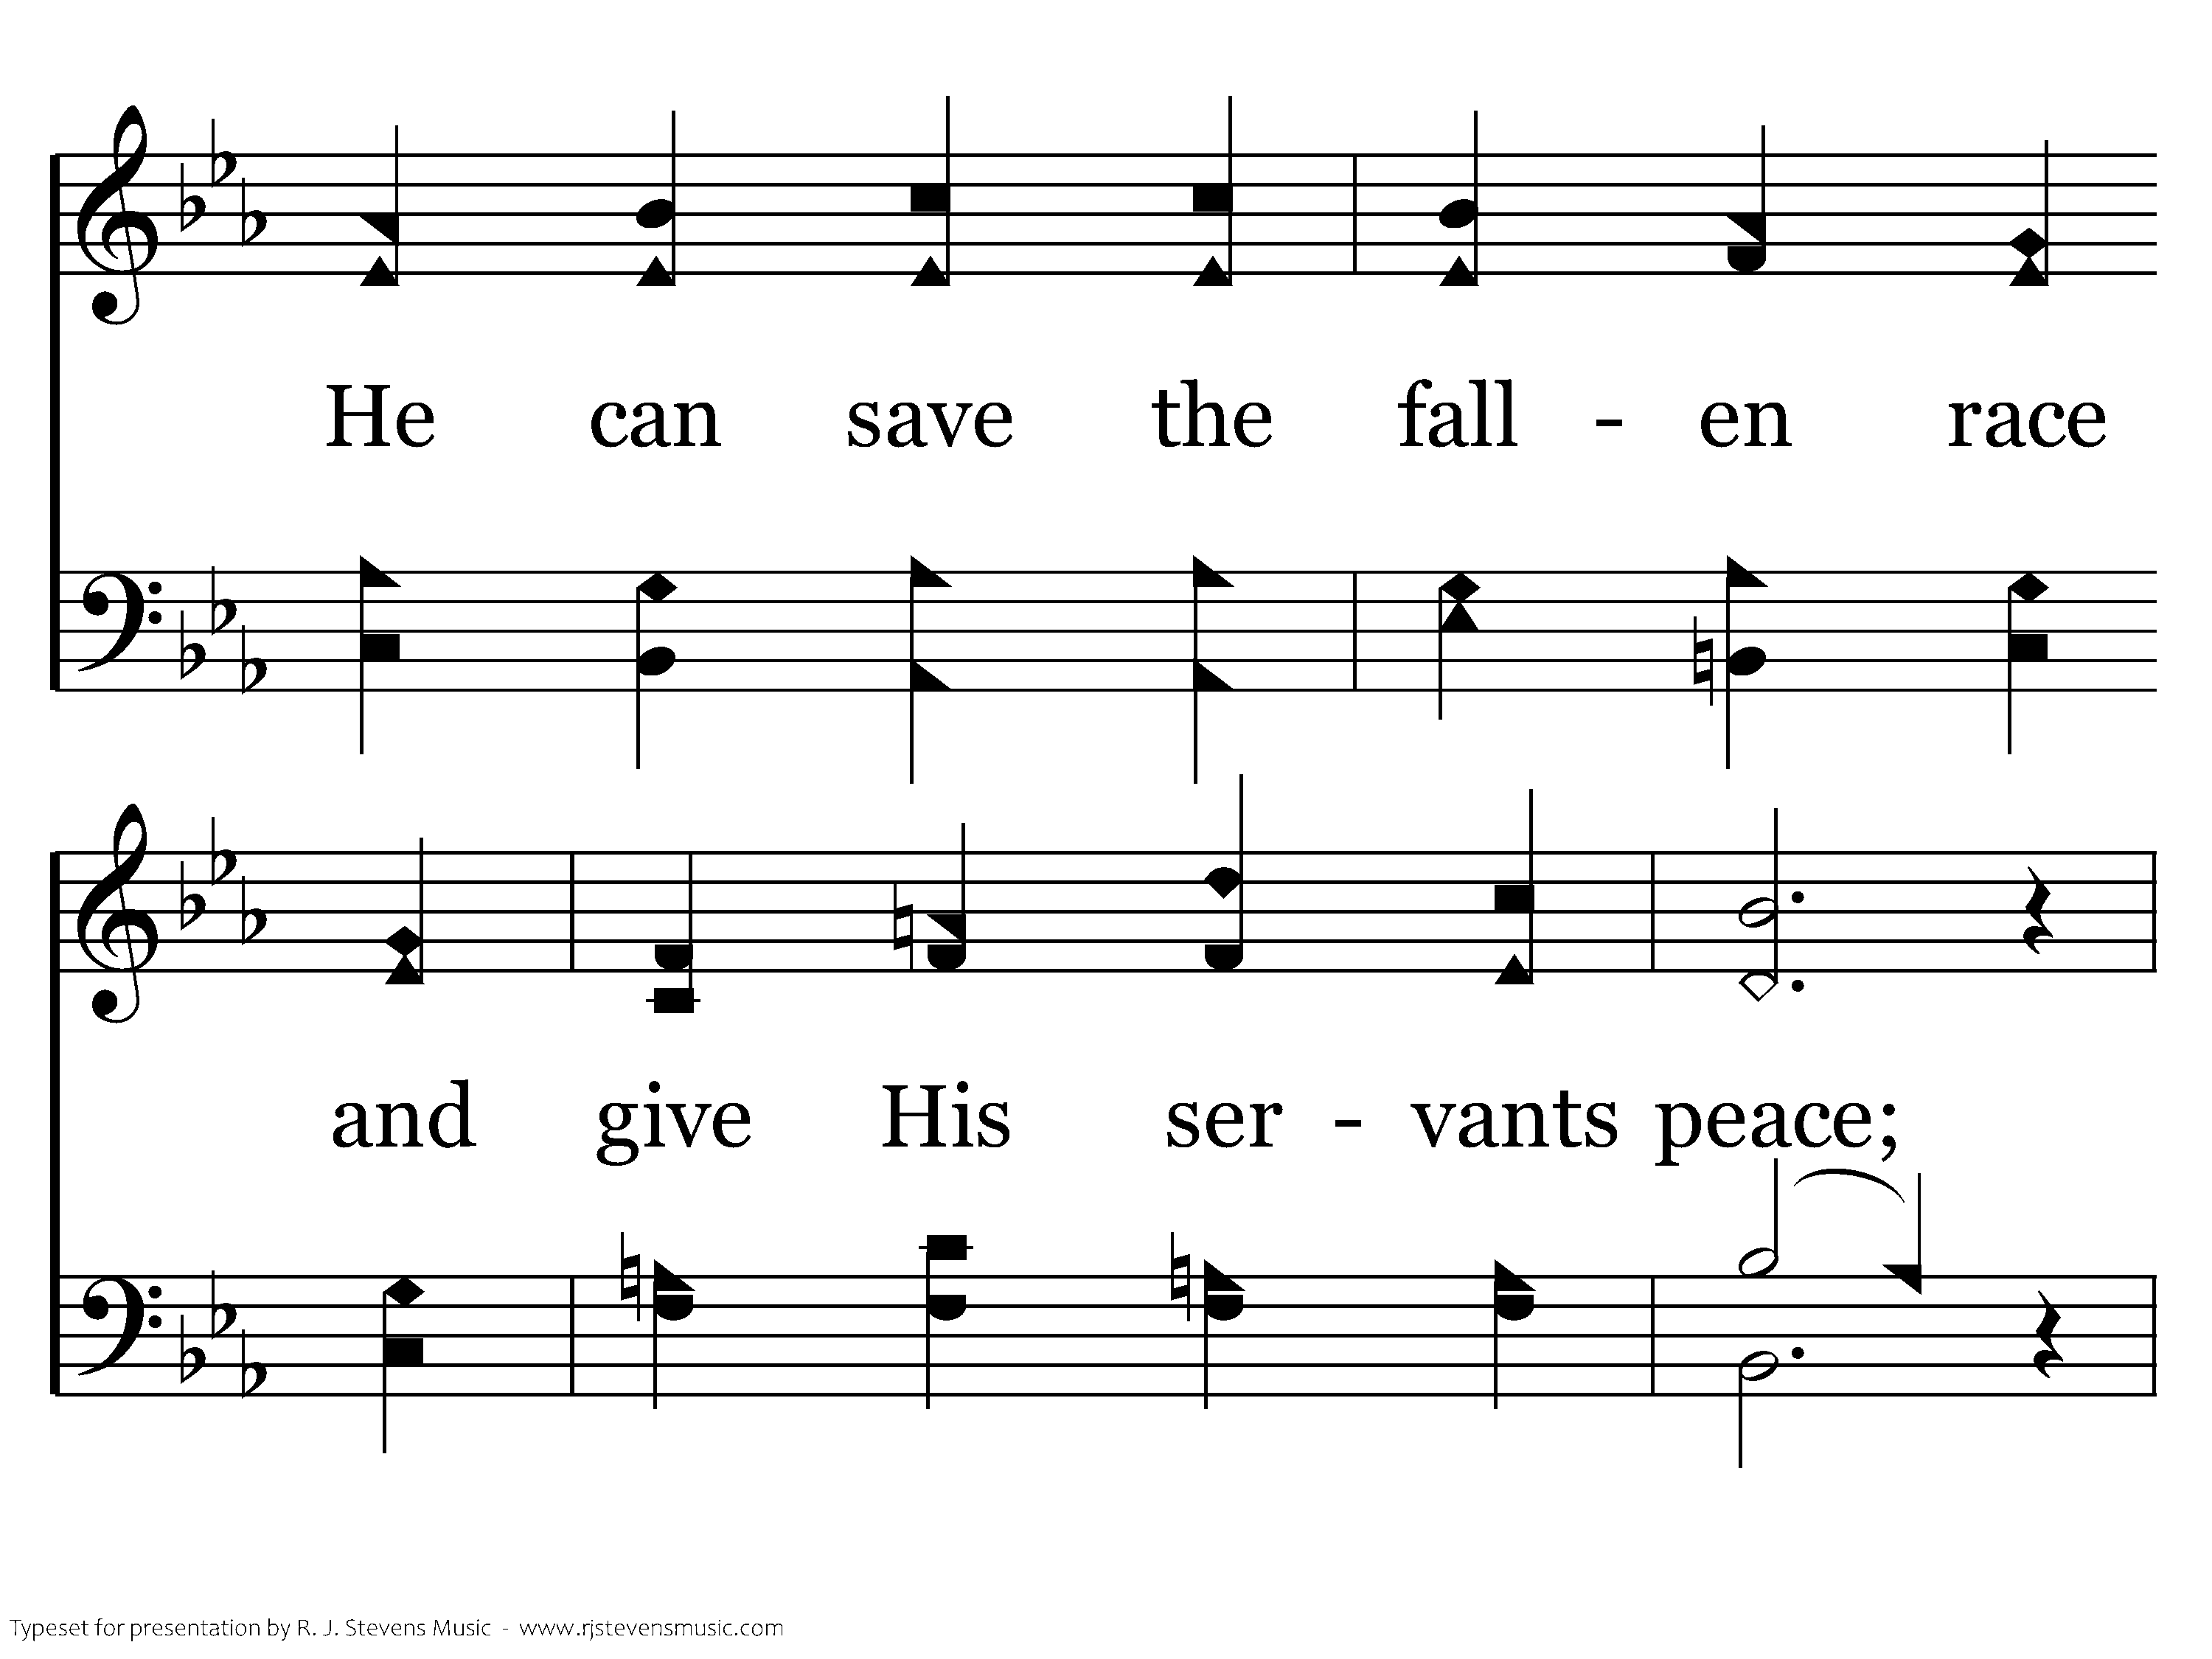 He can save the fall - en race
and give His ser - vants peace;
Typeset for presentation by R. J. Stevens Music - www.rjstevensmusic.com